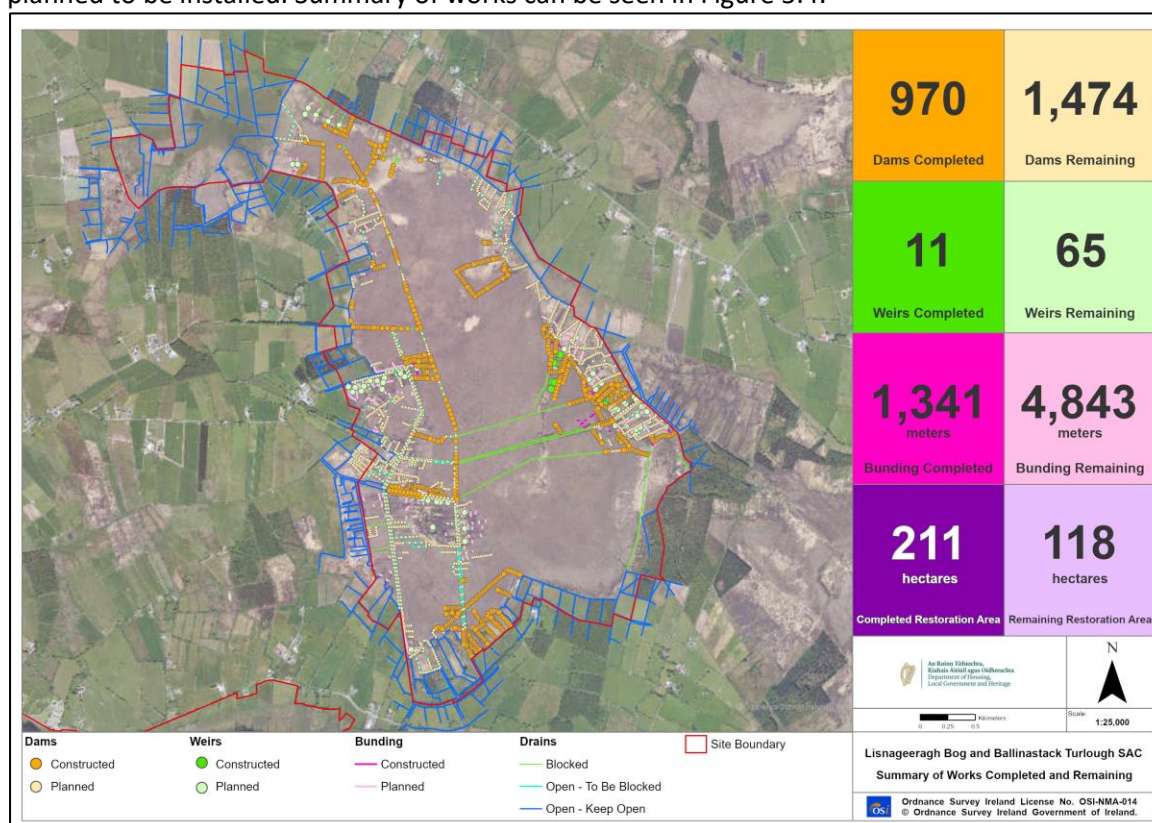 planned to be installed. Summary of works can be seen in Figure 3.4.
970
Dams Completed
1,474
Dams Remaining
11
Weirs Completed
65
Weirs Remaining
1,341
meters
Bunding Completed
4,843
meters
Bunding Remaining
211
hectares
Completed Restoration Area
118
hectares
Remaining Restoration Area
An Roinn Tithíochta,
Rialtais Áitiúil agus Oidhreachta
Department of Housing,
Local Government and Heritage
N
Kilometers
0 0.25 0.5
Scale:
1:25,000
Dams
Constructed
Planned
Weirs
Constructed
Planned
Bunding
Constructed
Planned
Drains
Blocked
Open - To Be Blocked
Open - Keep Open
Site Boundary
Lisnageeragh Bog and Ballinastack Turlough SAC
Summary of Works Completed and Remaining
OSi
Ordnance Survey Ireland License No. OSI-NMA-014
© Ordnance Survey Ireland Government of Ireland.